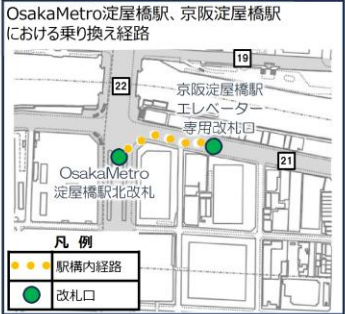 OsakaMetro淀屋橋駅、京阪淀屋橋駅
における乗り換え経路
19
22
京阪淀屋橋駅
エレベーター
専用改札口
21
OsakaMetro
淀屋橋駅北改札
凡例
駅構内経路
改札口